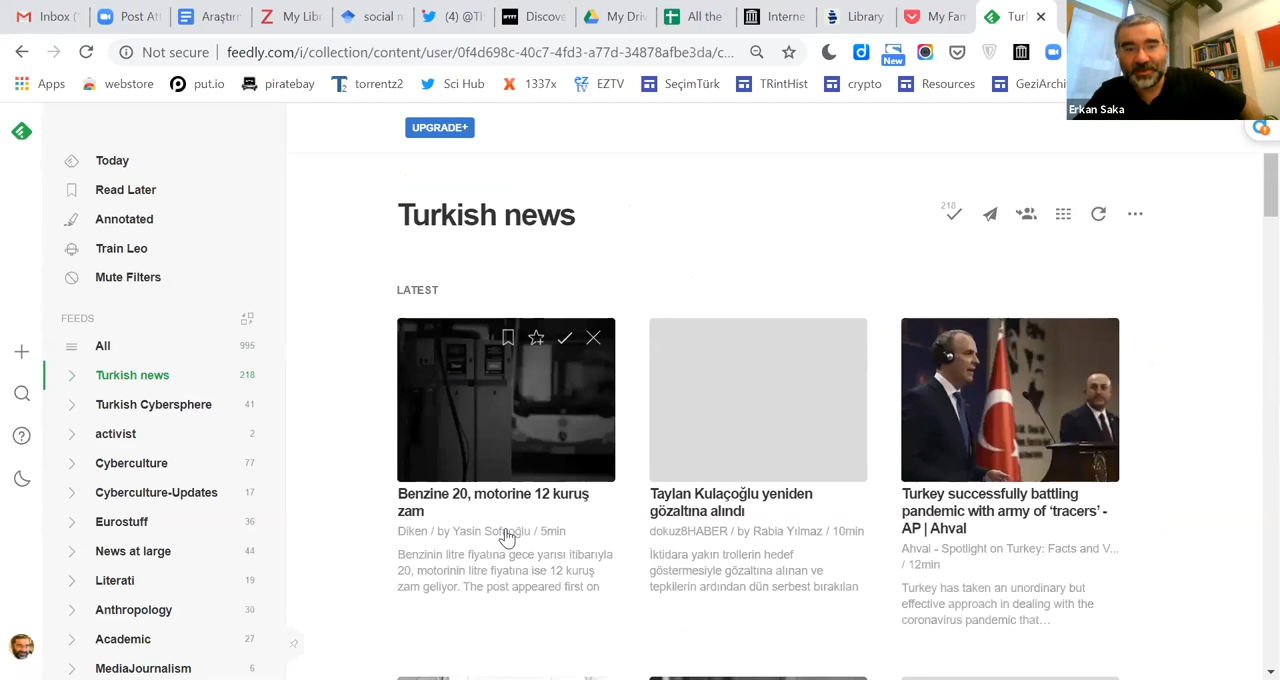 Inbox (
Post Att
Araştırm
My Libr
social m
(4) @Th
IFTTT
Discove
My Driv
All the
Interne
Library
My Fam
Tur
Not secure
feedly.com/i/collection/content/user/0f4d698c-40c7-4fd3-a77d-34878afbe3da/c...
New
Apps
webstore
put.io
piratebay
torrentz2
Sci Hub
1337x
EZTV
SeçimTürk
TRintHist
crypto
Resources
GeziArchi
Erkan Saka
UPGRADE+
Today
Read Later
Annotated
Train Leo
Mute Filters
FEEDS
All 995
Turkish news 218
Turkish Cybersphere 41
activist 2
Cyberculture 77
Cyberculture-Updates 17
Eurostuff 36
News at large 44
Literati 19
Anthropology 30
Academic 27
MediaJournalism 6
Turkish news
218
LATEST
Benzine 20, motorine 12 kuruş
zam
Diken / by Yasin / 5min
Benzinin litre fiyatına gece yarısı itibarıyla
20, motorinin litre fiyatına ise 12 kuruş
zam geliyor. The post appeared first on
Taylan Kulaçoğlu yeniden
gözaltına alındı
dokuz8HABER / by Rabia Yılmaz / 10min
İktidara yakın trollerin hedef
göstermesiyle gözaltına alınan ve
tepkilerin ardından dün serbest bırakılan
Turkey successfully battling
pandemic with army of ‘tracers’ -
AP | Ahval
Ahval - Spotlight on Turkey: Facts and V...
/ 12min
Turkey has taken an unordinary but
effective approach in dealing with the
coronavirus pandemic that…